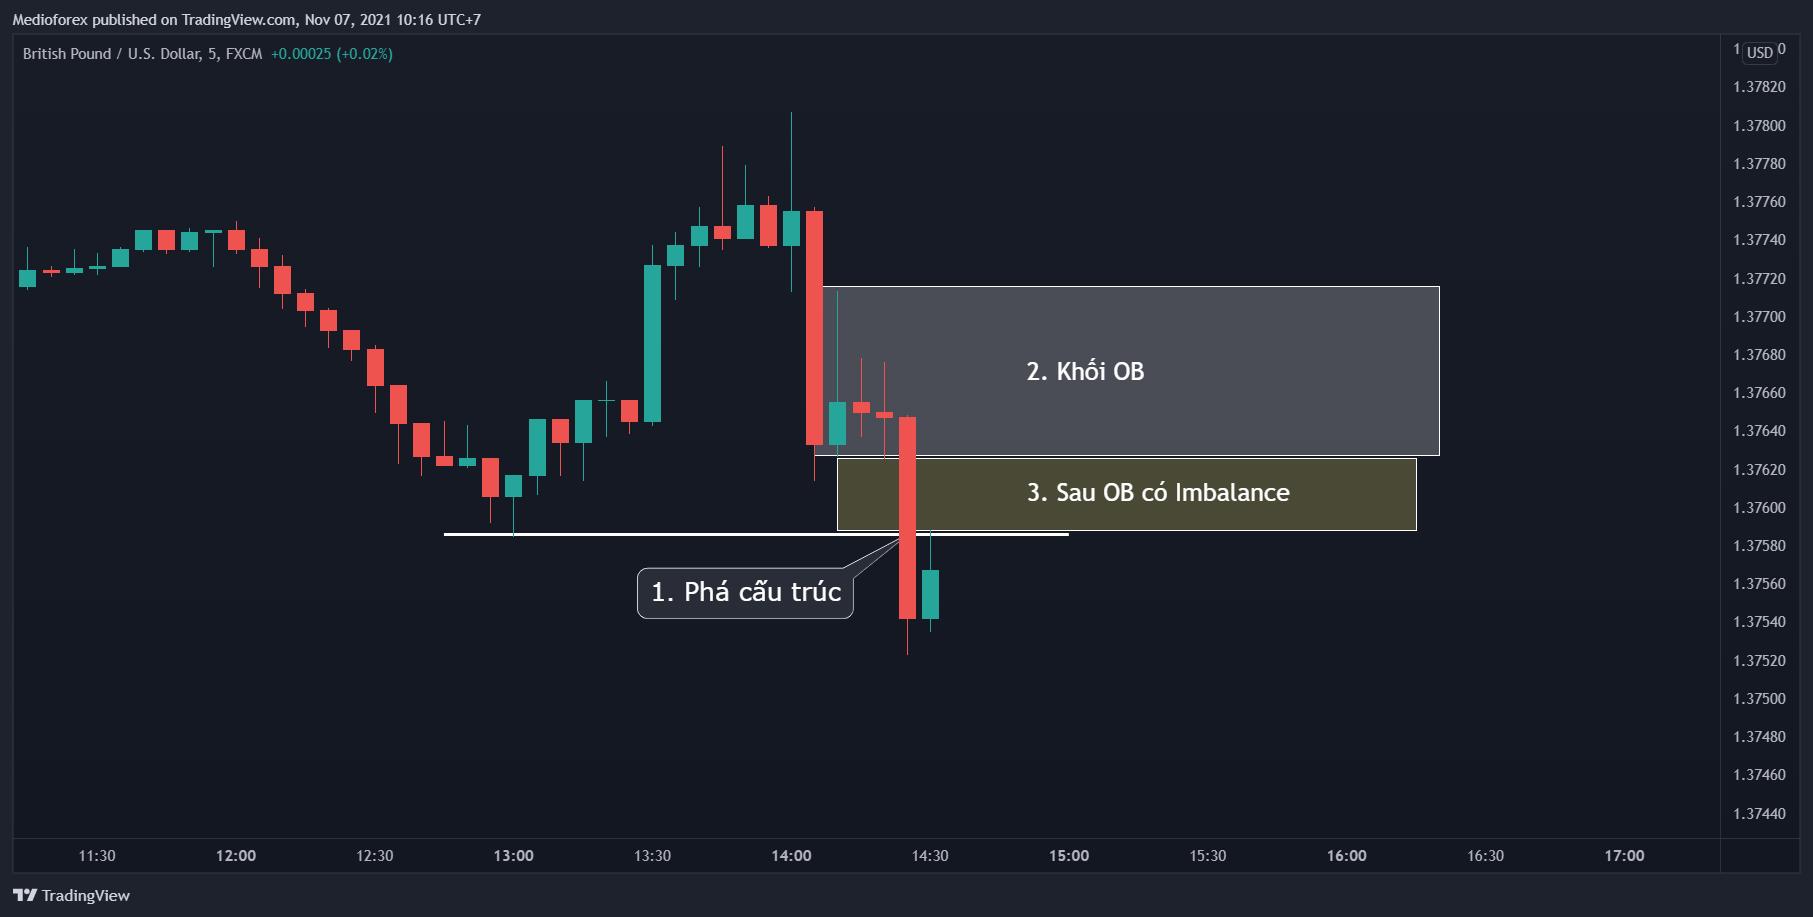 Medioforex published on TradingView.com, Nov 07, 2021 10:16 UTC+7
British Pound / U.S. Dollar, 5, FXCM +0.00025 (+0.02%)
USD
1.37820
1.37800
1.37780
1.37760
1.37740
1.37720
1.37700
1.37680
1.37660
1.37640
1.37620
1.37600
1.37580
1.37560
1.37540
1.37520
1.37500
1.37480
1.37460
1.37440
2. Khối OB
3. Sau OB có Imbalance
1. Phá cấu trúc
11:30 12:00 12:30 13:00 13:30 14:00 14:30 15:00 15:30 16:00 16:30 17:00
TradingView